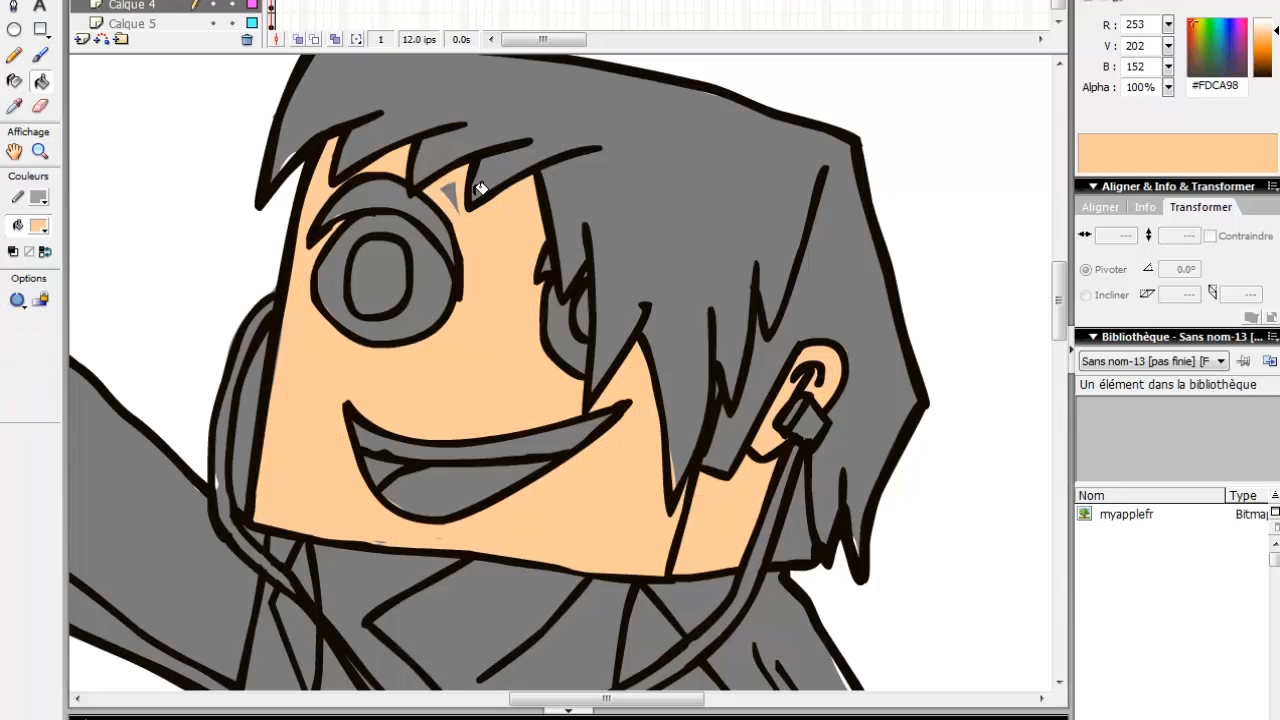 Calque 4
Calque 5
1 12.0 ips 0.0s
Affichage
Couleurs
Options
R : 253
V : 202
B : 152
Alpha : 100%
#FDCA98
Aligner & Info & Transformer
Aligner Info Transformer
--- --- Contraindre
Pivoter 0.0°
Incliner --- ---
Bibliothèque - Sans nom-13 [...
Sans nom-13 [pas finie] [F
Un élément dans la bibliothèque
Nom Type
myapplefr Bitma